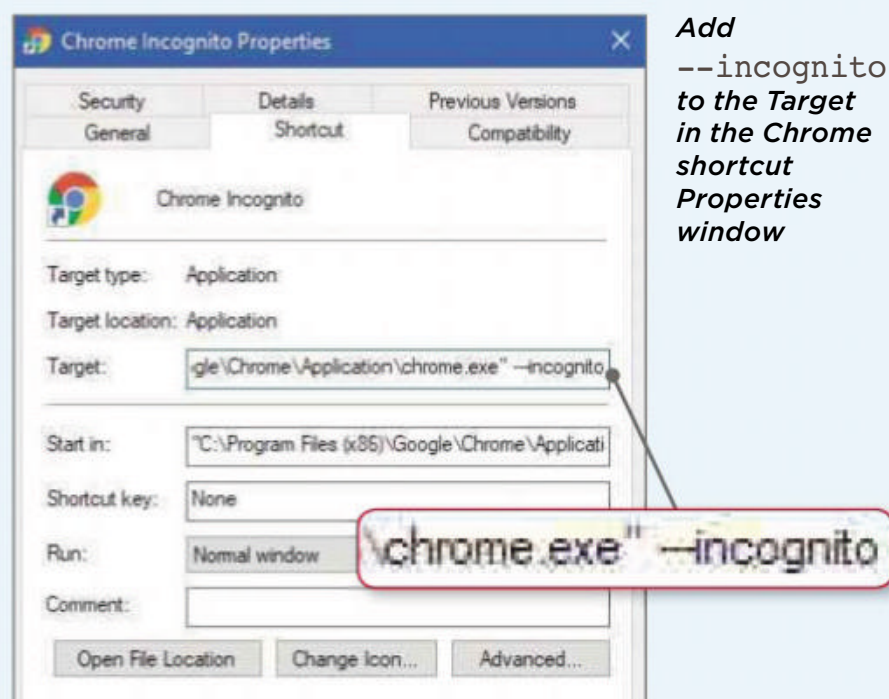 Chrome Incognito Properties
Security Details Previous Versions
General Shortcut Compatibility
Chrome Incognito
Target type: Application
Target location: Application
Target: gle\Chrome\Application\chrome.exe" --incognito
Start in: "C:\Program Files (x86)\Google\Chrome\Applicati
Shortcut key: None
Run: Normal window
Comment:
Open File Location Change Icon... Advanced...
\chrome.exe" --incognito
Add
--incognito
to the Target
in the Chrome
shortcut
Properties
window